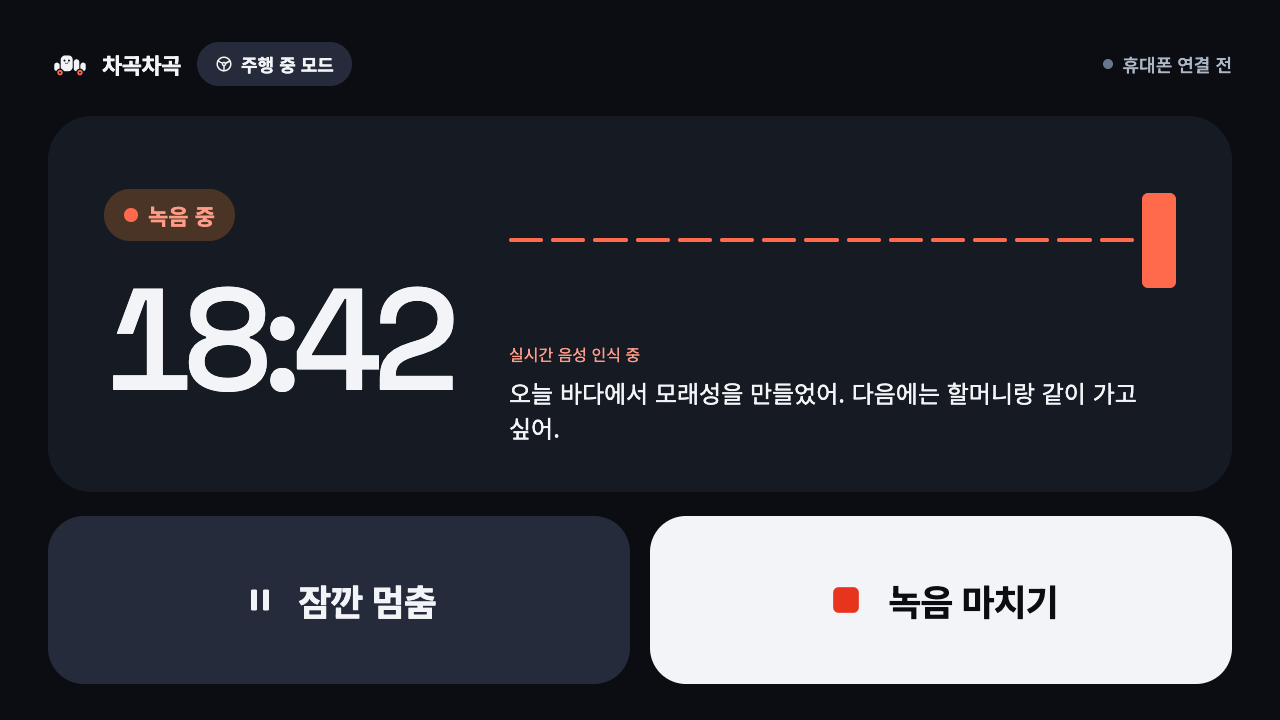 차곡차곡
주행 중 모드
휴대폰 연결 전
녹음 중
18:42
실시간 음성 인식 중
오늘 바다에서 모래성을 만들었어. 다음에는 할머니랑 같이 가고
싶어.
잠깐 멈춤
녹음 마치기